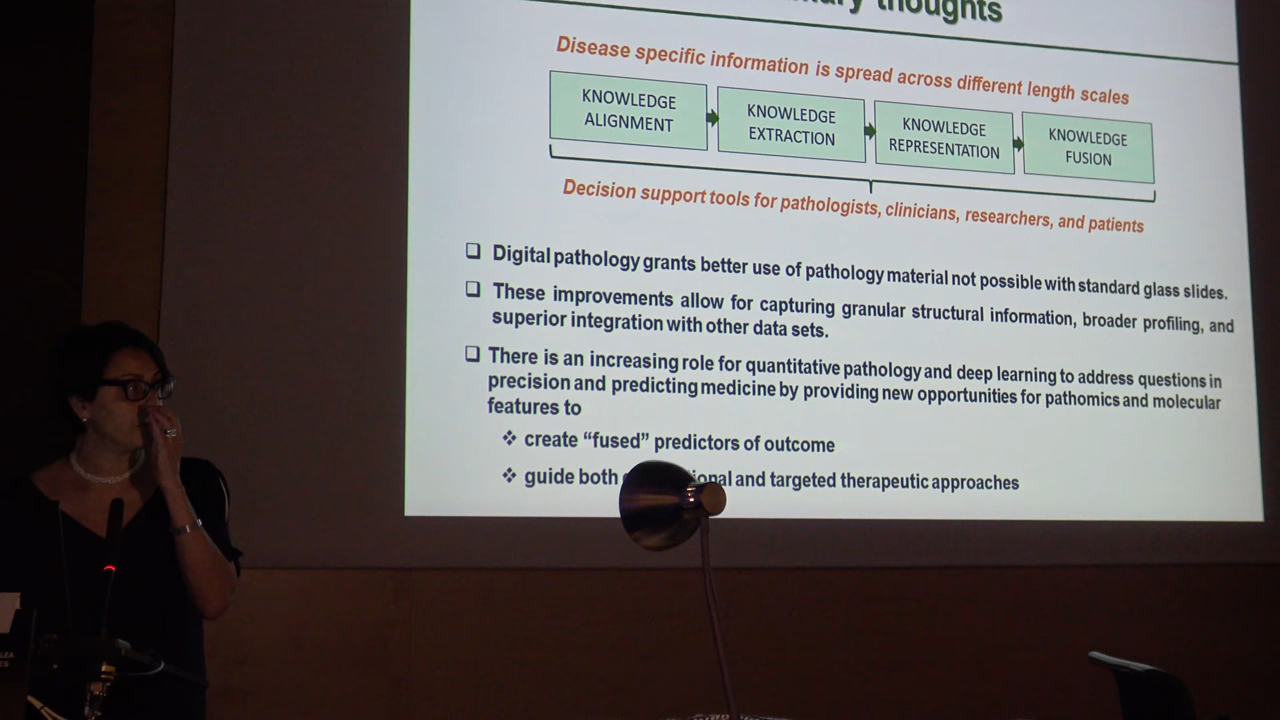 thoughts
Disease specific information is spread across different length scales
KNOWLEDGE
ALIGNMENT
KNOWLEDGE
EXTRACTION
KNOWLEDGE
REPRESENTATION
KNOWLEDGE
FUSION
Decision support tools for pathologists, clinicians, researchers, and patients
❑ Digital pathology grants better use of pathology material not possible with standard glass slides.
❑ These improvements allow for capturing granular structural information, broader profiling, and
superior integration with other data sets.
❑ There is an increasing role for quantitative pathology and deep learning to address questions in
precision and predicting medicine by providing new opportunities for pathomics and molecular
features to
❖ create “fused” predictors of outcome
❖ guide both and targeted therapeutic approaches